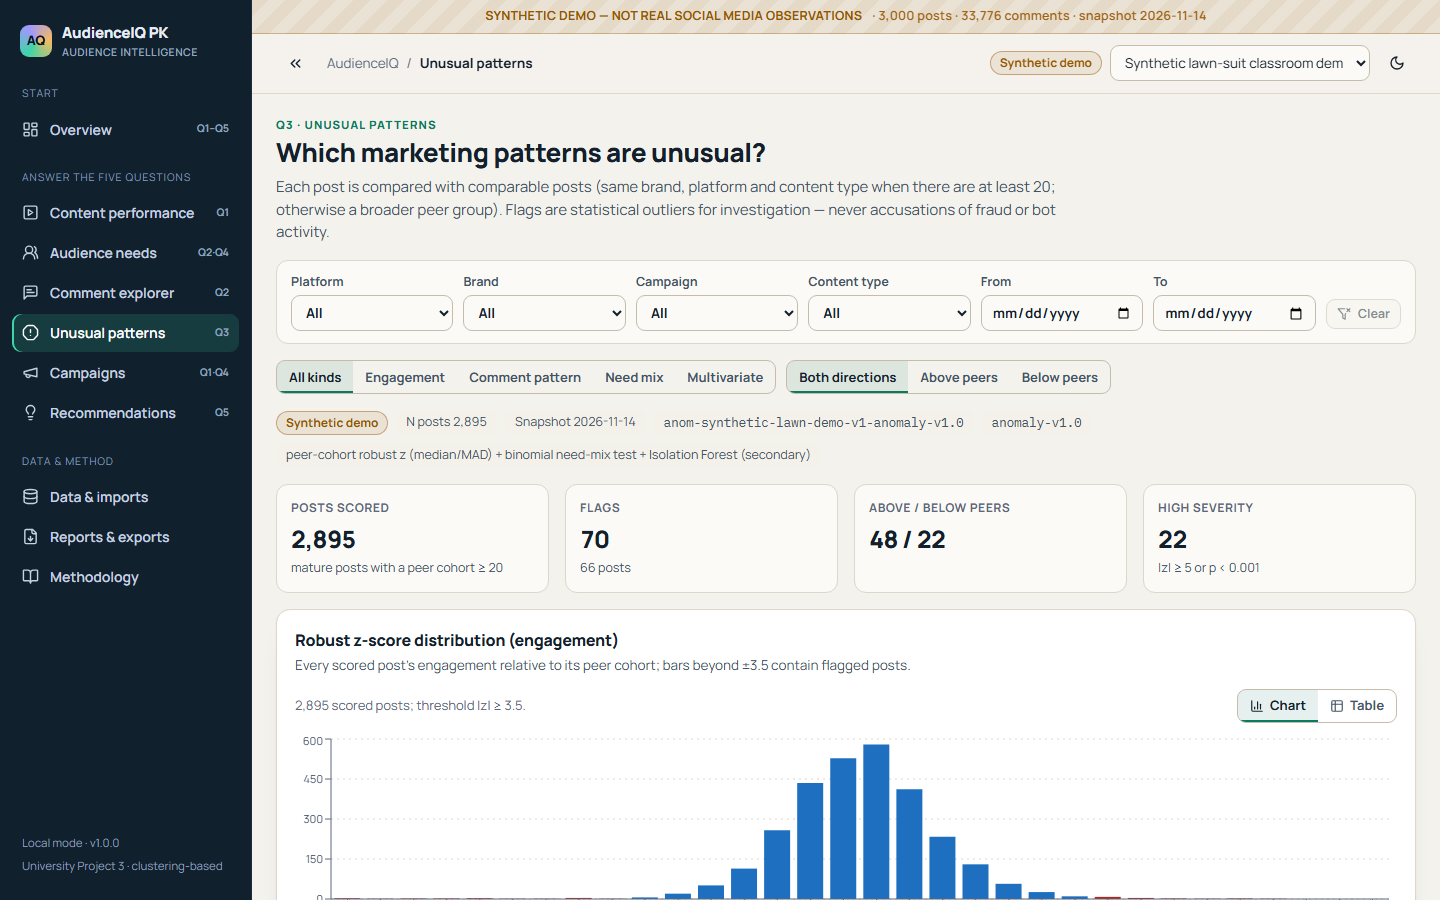 SYNTHETIC DEMO — NOT REAL SOCIAL MEDIA OBSERVATIONS · 3,000 posts · 33,776 comments · snapshot 2026-11-14
AQ
AudienceIQ PK
AUDIENCE INTELLIGENCE
START
Overview Q1–Q5
ANSWER THE FIVE QUESTIONS
Content performance Q1
Audience needs Q2·Q4
Comment explorer Q2
Unusual patterns Q3
Campaigns Q1·Q4
Recommendations Q5
DATA & METHOD
Data & imports
Reports & exports
Methodology
Local mode · v1.0.0
University Project 3 · clustering-based
AudienceIQ / Unusual patterns
Synthetic demo
Synthetic lawn-suit classroom dem
Q3 · UNUSUAL PATTERNS
Which marketing patterns are unusual?
Each post is compared with comparable posts (same brand, platform and content type when there are at least 20;
otherwise a broader peer group). Flags are statistical outliers for investigation — never accusations of fraud or bot
activity.
Platform Brand Campaign Content type From To
All All All All mm/dd/yyyy mm/dd/yyyy Clear
All kinds Engagement Comment pattern Need mix Multivariate Both directions Above peers Below peers
Synthetic demo N posts 2,895 Snapshot 2026-11-14 anom-synthetic-lawn-demo-v1-anomaly-v1.0 anomaly-v1.0
peer-cohort robust z (median/MAD) + binomial need-mix test + Isolation Forest (secondary)
POSTS SCORED
2,895
mature posts with a peer cohort ≥ 20
FLAGS
70
66 posts
ABOVE / BELOW PEERS
48 / 22
HIGH SEVERITY
22
|z| ≥ 5 or p < 0.001
Robust z-score distribution (engagement)
Every scored post's engagement relative to its peer cohort; bars beyond ±3.5 contain flagged posts.
2,895 scored posts; threshold |z| ≥ 3.5.
Chart Table
600
450
300
150
0